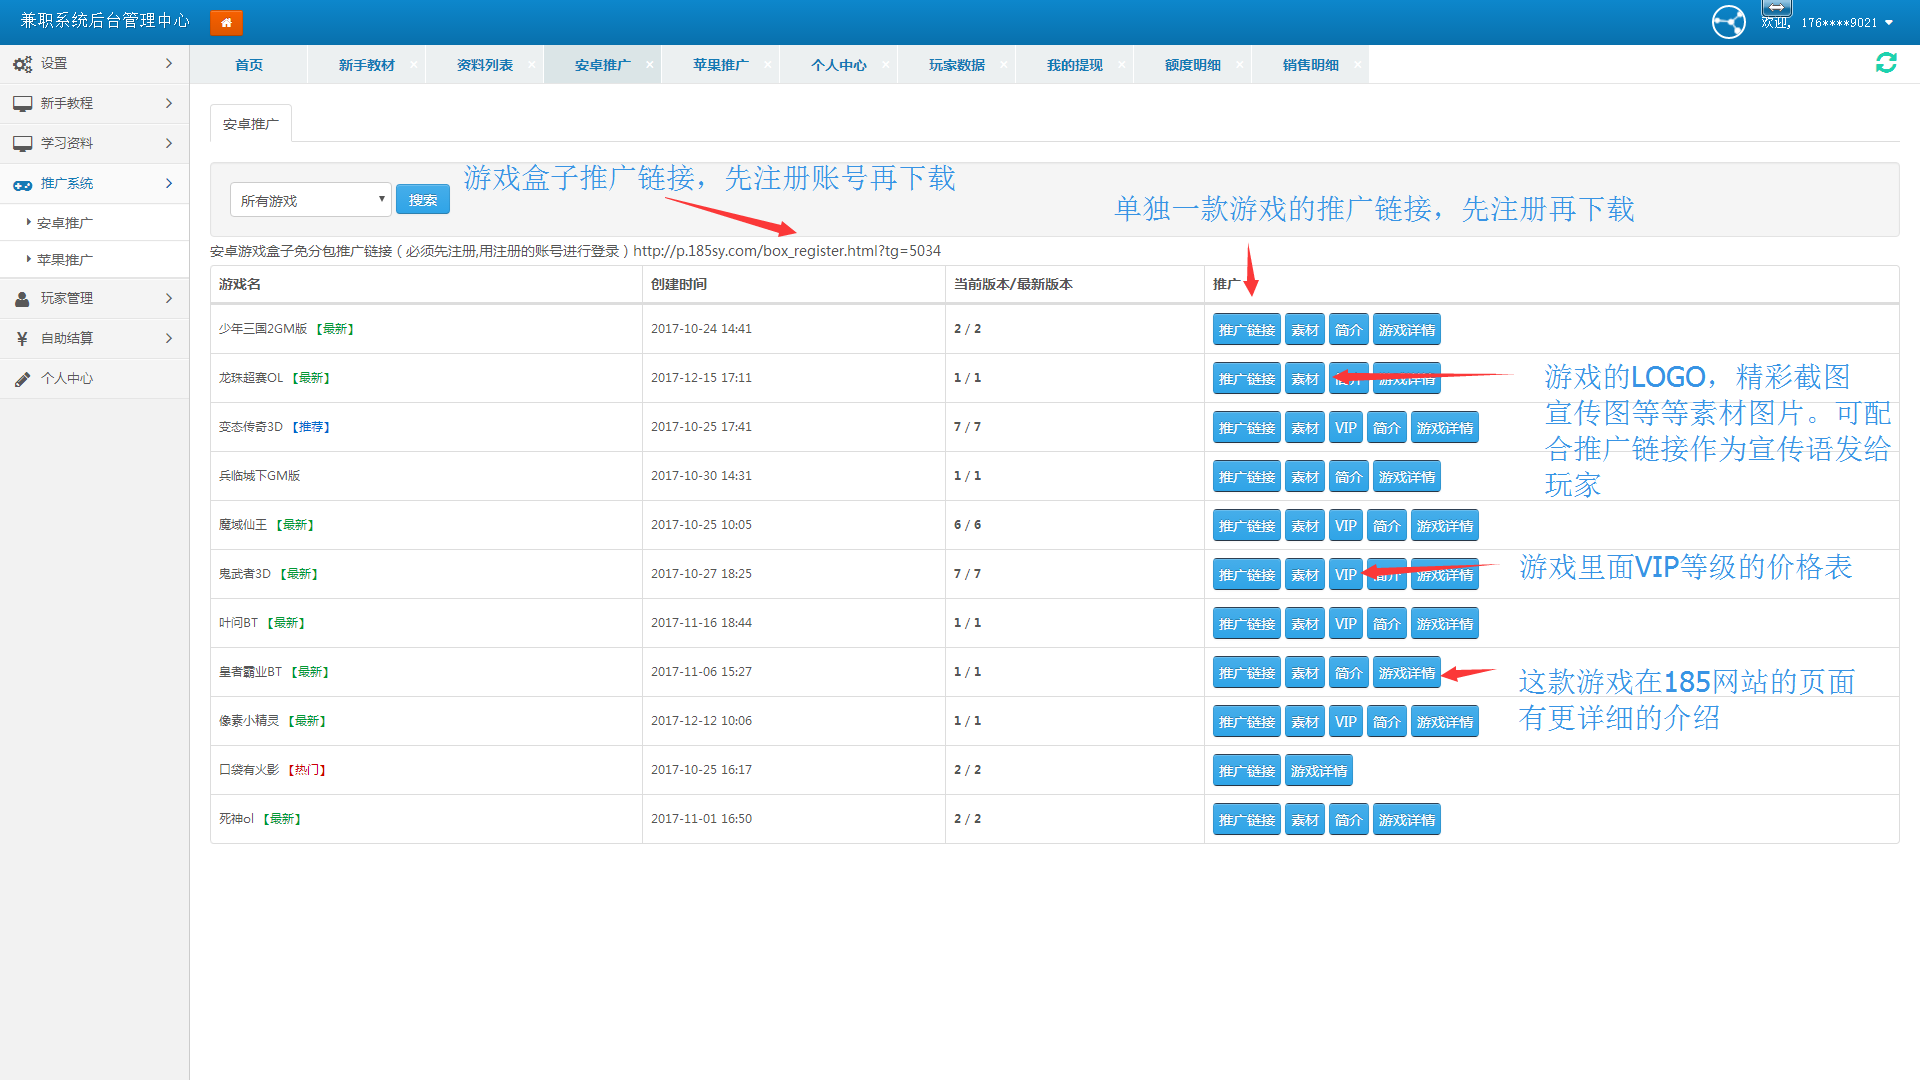 兼职系统后台管理中心
欢迎, 176****9021
设置
新手教程
学习资料
推广系统
安卓推广
苹果推广
玩家管理
¥ 自助结算
个人中心
首页 新手教材 × 资料列表 × 安卓推广 × 苹果推广 × 个人中心 × 玩家数据 × 我的提现 × 额度明细 × 销售明细 ×
安卓推广
游戏盒子推广链接，先注册账号再下载
所有游戏 搜索
单独一款游戏的推广链接，先注册再下载
安卓游戏盒子免分包推广链接（必须先注册,用注册的账号进行登录）http://p.185sy.com/box_register.html?tg=5034
游戏名 创建时间 当前版本/最新版本 推广
少年三国2GM版 【最新】 2017-10-24 14:41 2 / 2 推广链接 素材 简介 游戏详情
龙珠超赛OL 【最新】 2017-12-15 17:11 1 / 1 推广链接 素材 简介 游戏详情
变态传奇3D 【推荐】 2017-10-25 17:41 7 / 7 推广链接 素材 VIP 简介 游戏详情
兵临城下GM版 2017-10-30 14:31 1 / 1 推广链接 素材 简介 游戏详情
游戏的LOGO，精彩截图
宣传图等等素材图片。可配
合推广链接作为宣传语发给
玩家
魔域仙王 【最新】 2017-10-25 10:05 6 / 6 推广链接 素材 VIP 简介 游戏详情
鬼武者3D 【最新】 2017-10-27 18:25 7 / 7 推广链接 素材 VIP 简介 游戏详情
游戏里面VIP等级的价格表
叶问BT 【最新】 2017-11-16 18:44 1 / 1 推广链接 素材 VIP 简介 游戏详情
皇者霸业BT 【最新】 2017-11-06 15:27 1 / 1 推广链接 素材 简介 游戏详情
这款游戏在185网站的页面
有更详细的介绍
像素小精灵 【最新】 2017-12-12 10:06 1 / 1 推广链接 素材 VIP 简介 游戏详情
口袋有火影 【热门】 2017-10-25 16:17 2 / 2 推广链接 游戏详情
死神ol 【最新】 2017-11-01 16:50 2 / 2 推广链接 素材 简介 游戏详情